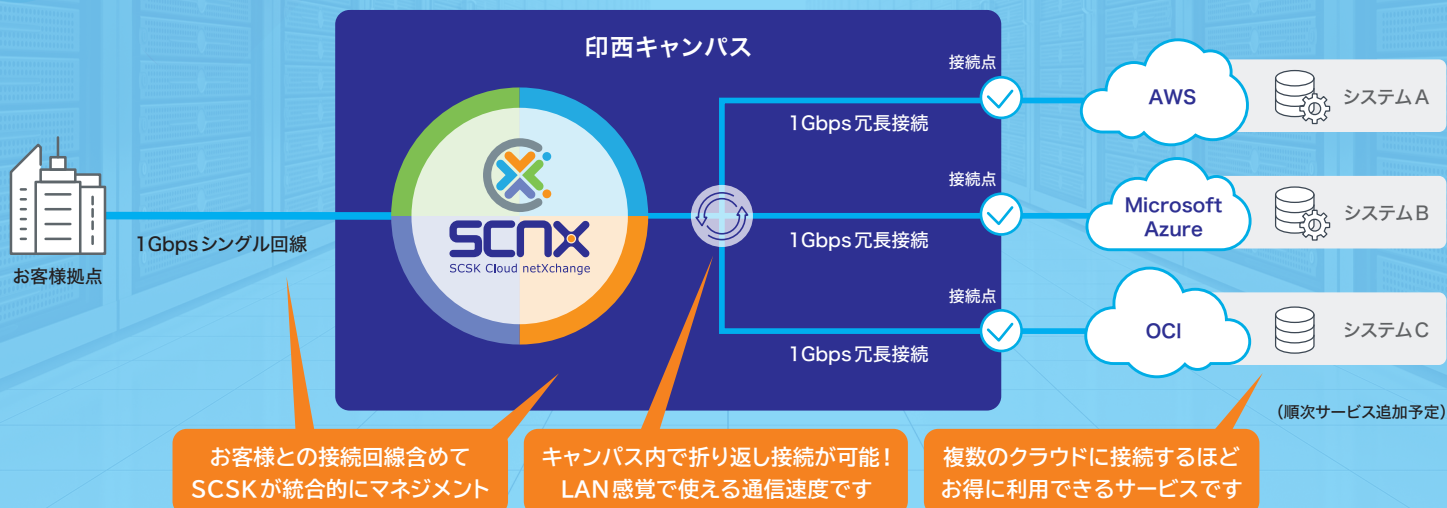 印西キャンパス
お客様拠点
1Gbpsシングル回線
SCNX
SCSK Cloud netXchange
接続点
1Gbps冗長接続
AWS
システムA
接続点
1Gbps冗長接続
Microsoft
Azure
システムB
接続点
1Gbps冗長接続
OCI
システムC
(順次サービス追加予定)
お客様との接続回線含めて
SCSKが統合的にマネジメント
キャンパス内で折り返し接続が可能！
LAN感覚で使える通信速度です
複数のクラウドに接続するほど
お得に利用できるサービスです